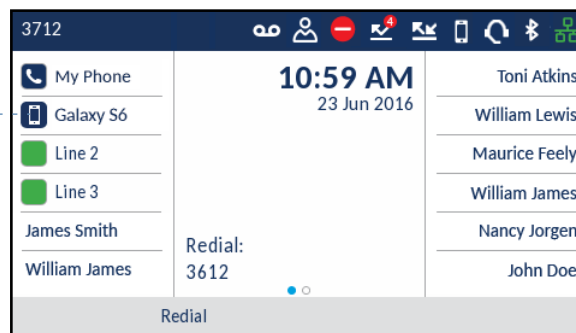 3712
4
My Phone
Galaxy S6
Line 2
Line 3
James Smith
William James
10:59 AM
23 Jun 2016
Redial:
3612
Toni Atkins
William Lewis
Maurice Feely
William James
Nancy Jorgen
John Doe
Redial